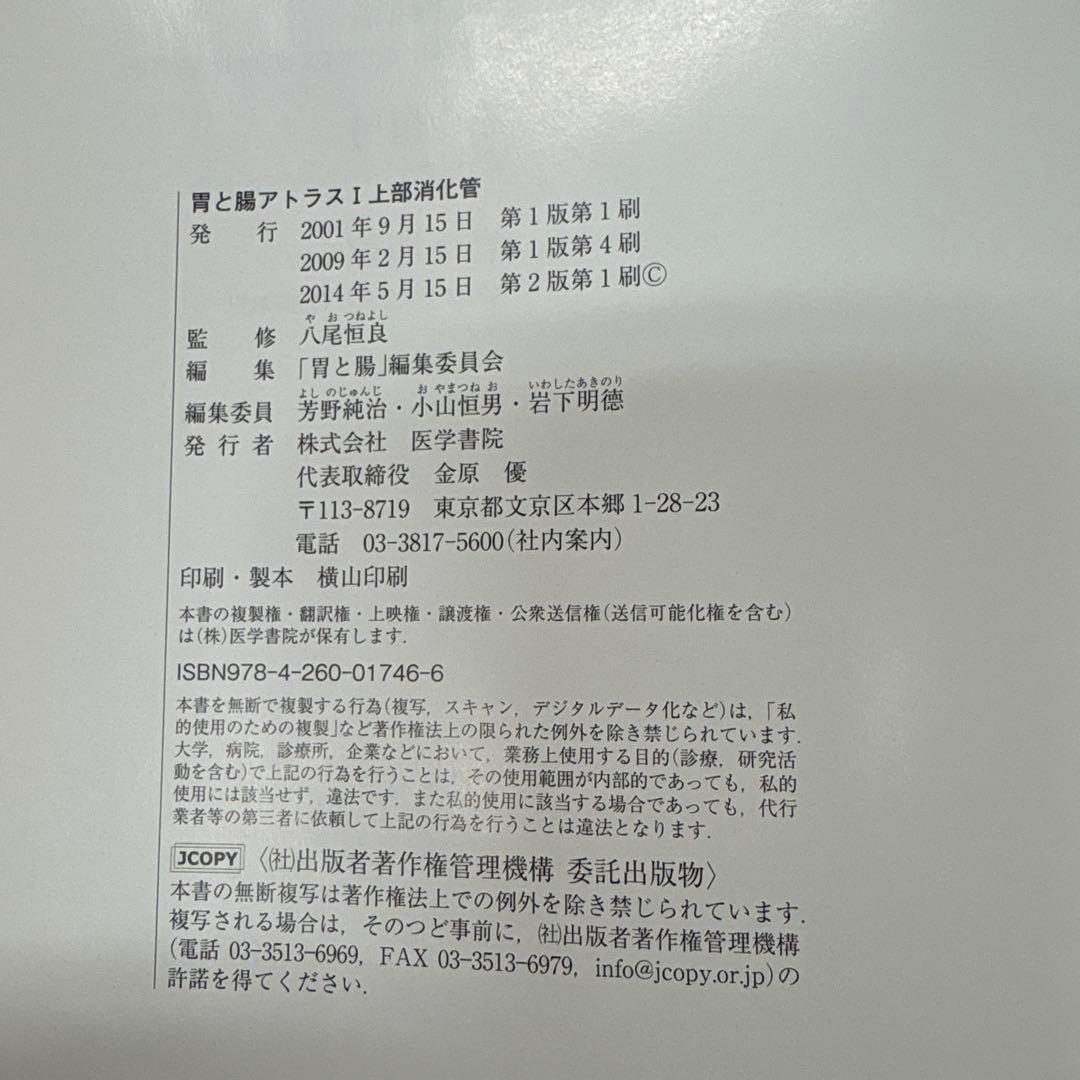 胃と腸アトラスⅠ上部消化管
発　行　2001年9月15日　第1版第1刷
2009年2月15日　第1版第4刷
2014年5月15日　第2版第1刷©
や お つねよし
監　修　八尾恒良
編　集　「胃と腸」編集委員会
よし のじゅんじ　お やまつね お　いわしたあきのり
編集委員　芳野純治・小山恒男・岩下明德
発行者　株式会社　医学書院
代表取締役　金原　優
〒113-8719　東京都文京区本郷1-28-23
電話　03-3817-5600(社内案内)
印刷・製本　横山印刷
本書の複製権・翻訳権・上映権・譲渡権・公衆送信権(送信可能化権を含む)
は(株)医学書院が保有します.
ISBN978-4-260-01746-6
本書を無断で複製する行為(複写, スキャン, デジタルデータ化など)は,「私
的使用のための複製」など著作権法上の限られた例外を除き禁じられています.
大学, 病院, 診療所, 企業などにおいて, 業務上使用する目的(診療, 研究活
動を含む)で上記の行為を行うことは, その使用範囲が内部的であっても, 私的
使用には該当せず, 違法です. また私的使用に該当する場合であっても, 代行
業者等の第三者に依頼して上記の行為を行うことは違法となります.
JCOPY〈㈳出版者著作権管理機構 委託出版物〉
本書の無断複写は著作権法上での例外を除き禁じられています.
複写される場合は, そのつど事前に, ㈳出版者著作権管理機構
(電話 03-3513-6969, FAX 03-3513-6979, info@jcopy.or.jp)の
許諾を得てください.